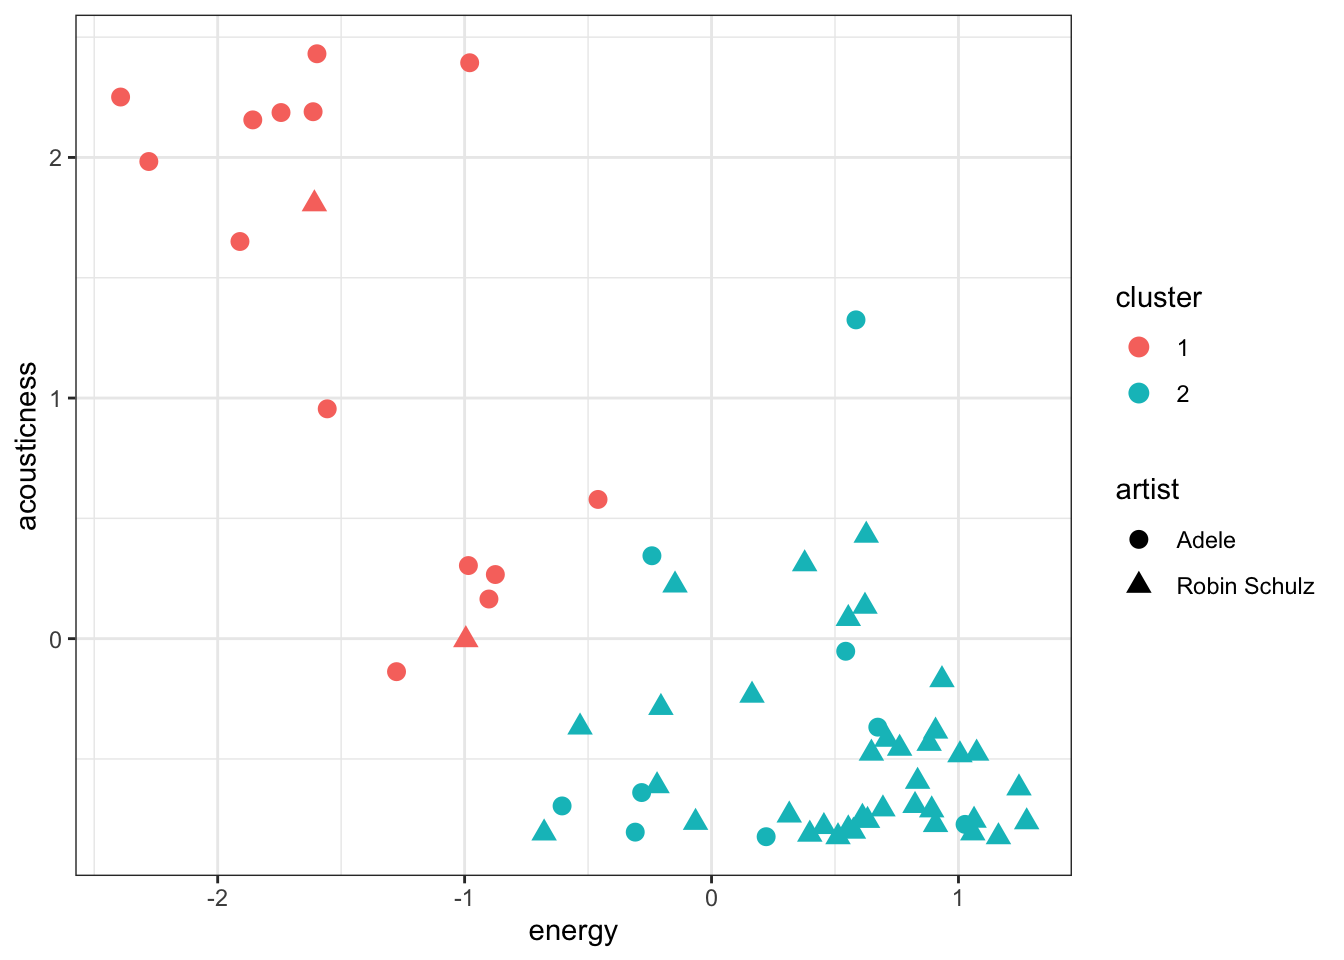 2
1
0
acousticness
-2
-1
0
1
energy
cluster
1
2
artist
Adele
Robin Schulz